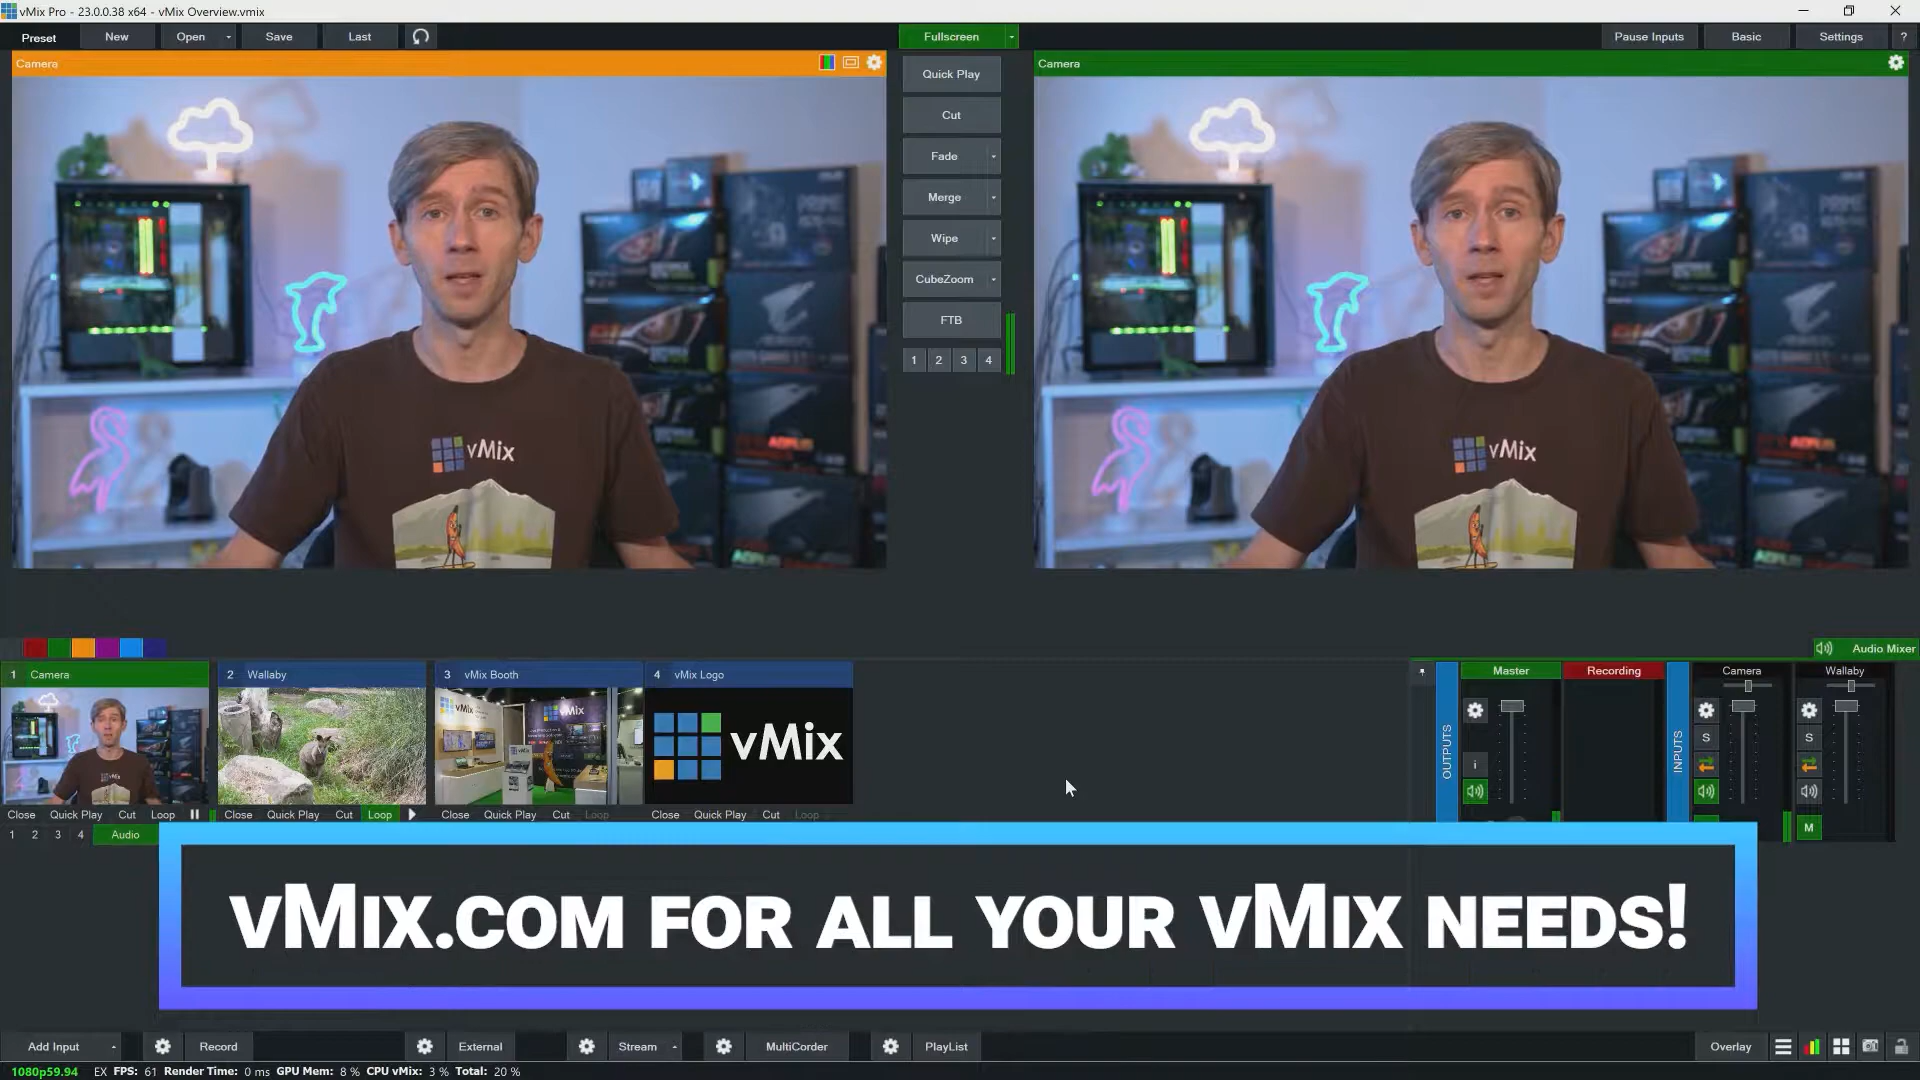 vMix Pro - 23.0.0.38 x64 - vMix Overview.vmix
Preset New Open Save Last Fullscreen Pause Inputs Basic Settings ?
Camera
Camera
Quick Play
Cut
Fade
Merge
Wipe
CubeZoom
FTB
1 2 3 4
vMix
vMix
Audio Mixer
1 Camera
2 Wallaby
3 vMix Booth
4 vMix Logo
vMix
Master Recording Camera Wallaby
OUTPUTS
INPUTS
S
S
i
M
Close Quick Play Cut Loop
Close Quick Play Cut Loop
Close Quick Play Cut Loop
Close Quick Play Cut Loop
1 2 3 4 Audio
vMix.com for all your vMix needs!
Add Input Record External Stream MultiCorder PlayList Overlay
1080p59.94 EX FPS: 61 Render Time: 0 ms GPU Mem: 8 % CPU vMix: 3 % Total: 20 %